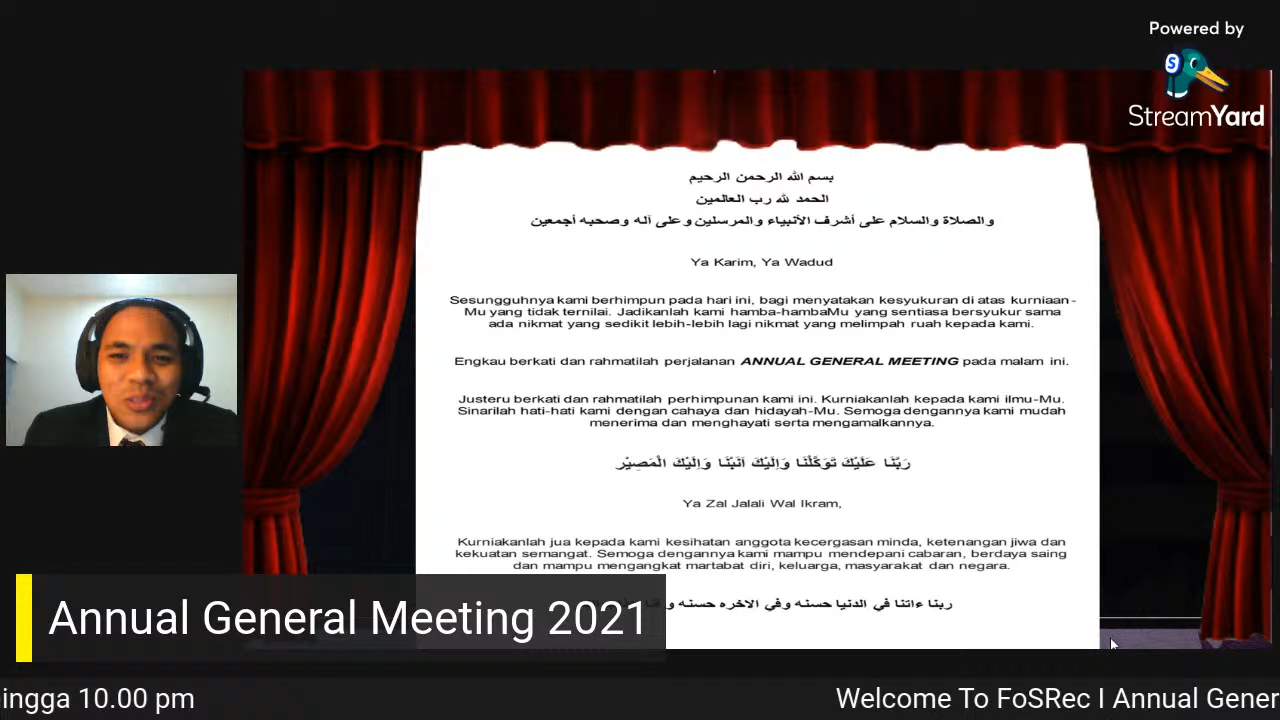 Powered by
StreamYard
بسم الله الرحمن الرحيم
الحمد لله رب العالمين
والصلاة والسلام على أشرف الأنبياء والمرسلين وعلى آله وصحبه أجمعين
Ya Karim, Ya Wadud
Sesungguhnya kami berhimpun pada hari ini, bagi menyatakan kesyukuran di atas kurniaan-
Mu yang tidak ternilai. Jadikanlah kami hamba-hambaMu yang sentiasa bersyukur sama
ada nikmat yang sedikit lebih-lebih lagi nikmat yang melimpah ruah kepada kami.
Engkau berkati dan rahmatilah perjalanan ANNUAL GENERAL MEETING pada malam ini.
Justeru berkati dan rahmatilah perhimpunan kami ini. Kurniakanlah kepada kami ilmu-Mu.
Sinarilah hati-hati kami dengan cahaya dan hidayah-Mu. Semoga dengannya kami mudah
menerima dan menghayati serta mengamalkannya.
رَبَّنَا عَلَيْكَ تَوَكَّلْنَا وَإِلَيْكَ أَنَبْنَا وَإِلَيْكَ الْمَصِيْر
Ya Zal Jalali Wal Ikram,
Kurniakanlah jua kepada kami kesihatan anggota kecergasan minda, ketenangan jiwa dan
kekuatan semangat. Semoga dengannya kami mampu mendepani cabaran, berdaya saing
dan mampu mengangkat martabat diri, keluarga, masyarakat dan negara.
ربنا ءاتنا في الدنيا حسنه وفي الاخره حسنه و
Annual General Meeting 2021
ingga 10.00 pm
Welcome To FoSRec I Annual Gener